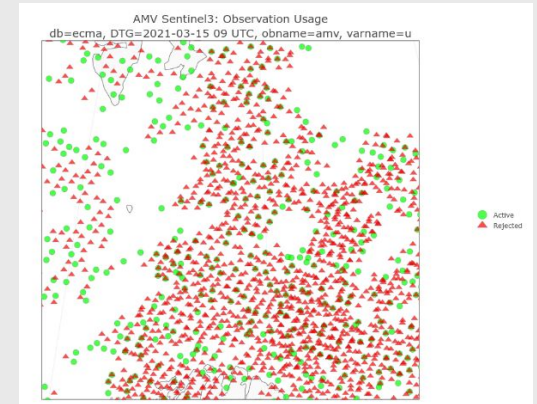 AMV Sentinel3: Observation Usage
db=ecma, DTG=2021-03-15 09 UTC, obname=amv, varname=u
Active
Rejected